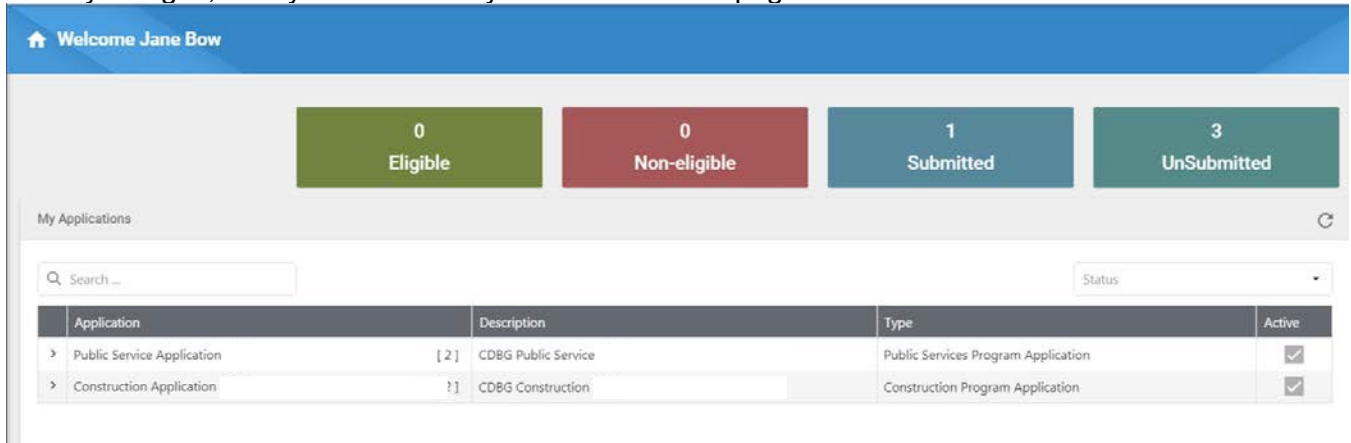 Welcome Jane Bow
0
Eligible
0
Non-eligible
1
Submitted
3
UnSubmitted
My Applications
Search ...
Status
Application Description Type Active
Public Service Application [ 2 ] CDBG Public Service Public Services Program Application
Construction Application ] CDBG Construction Construction Program Application